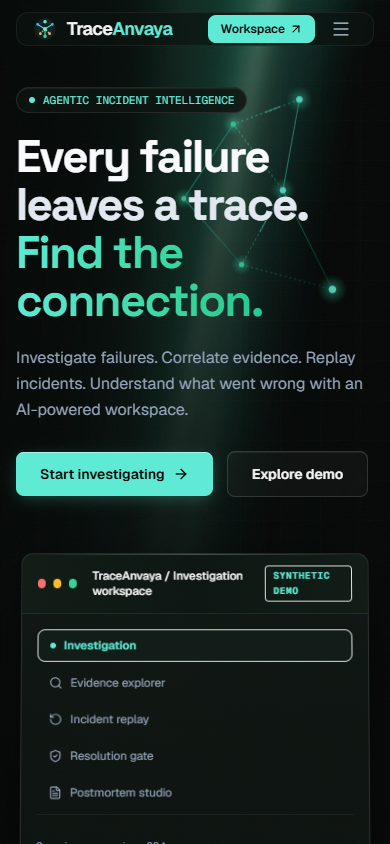 TraceAnvaya
Workspace
AGENTIC INCIDENT INTELLIGENCE
Every failure
leaves a trace.
Find the
connection.
Investigate failures. Correlate evidence. Replay
incidents. Understand what went wrong with an
AI-powered workspace.
Start investigating
Explore demo
TraceAnvaya / Investigation
workspace
SYNTHETIC
DEMO
Investigation
Evidence explorer
Incident replay
Resolution gate
Postmortem studio